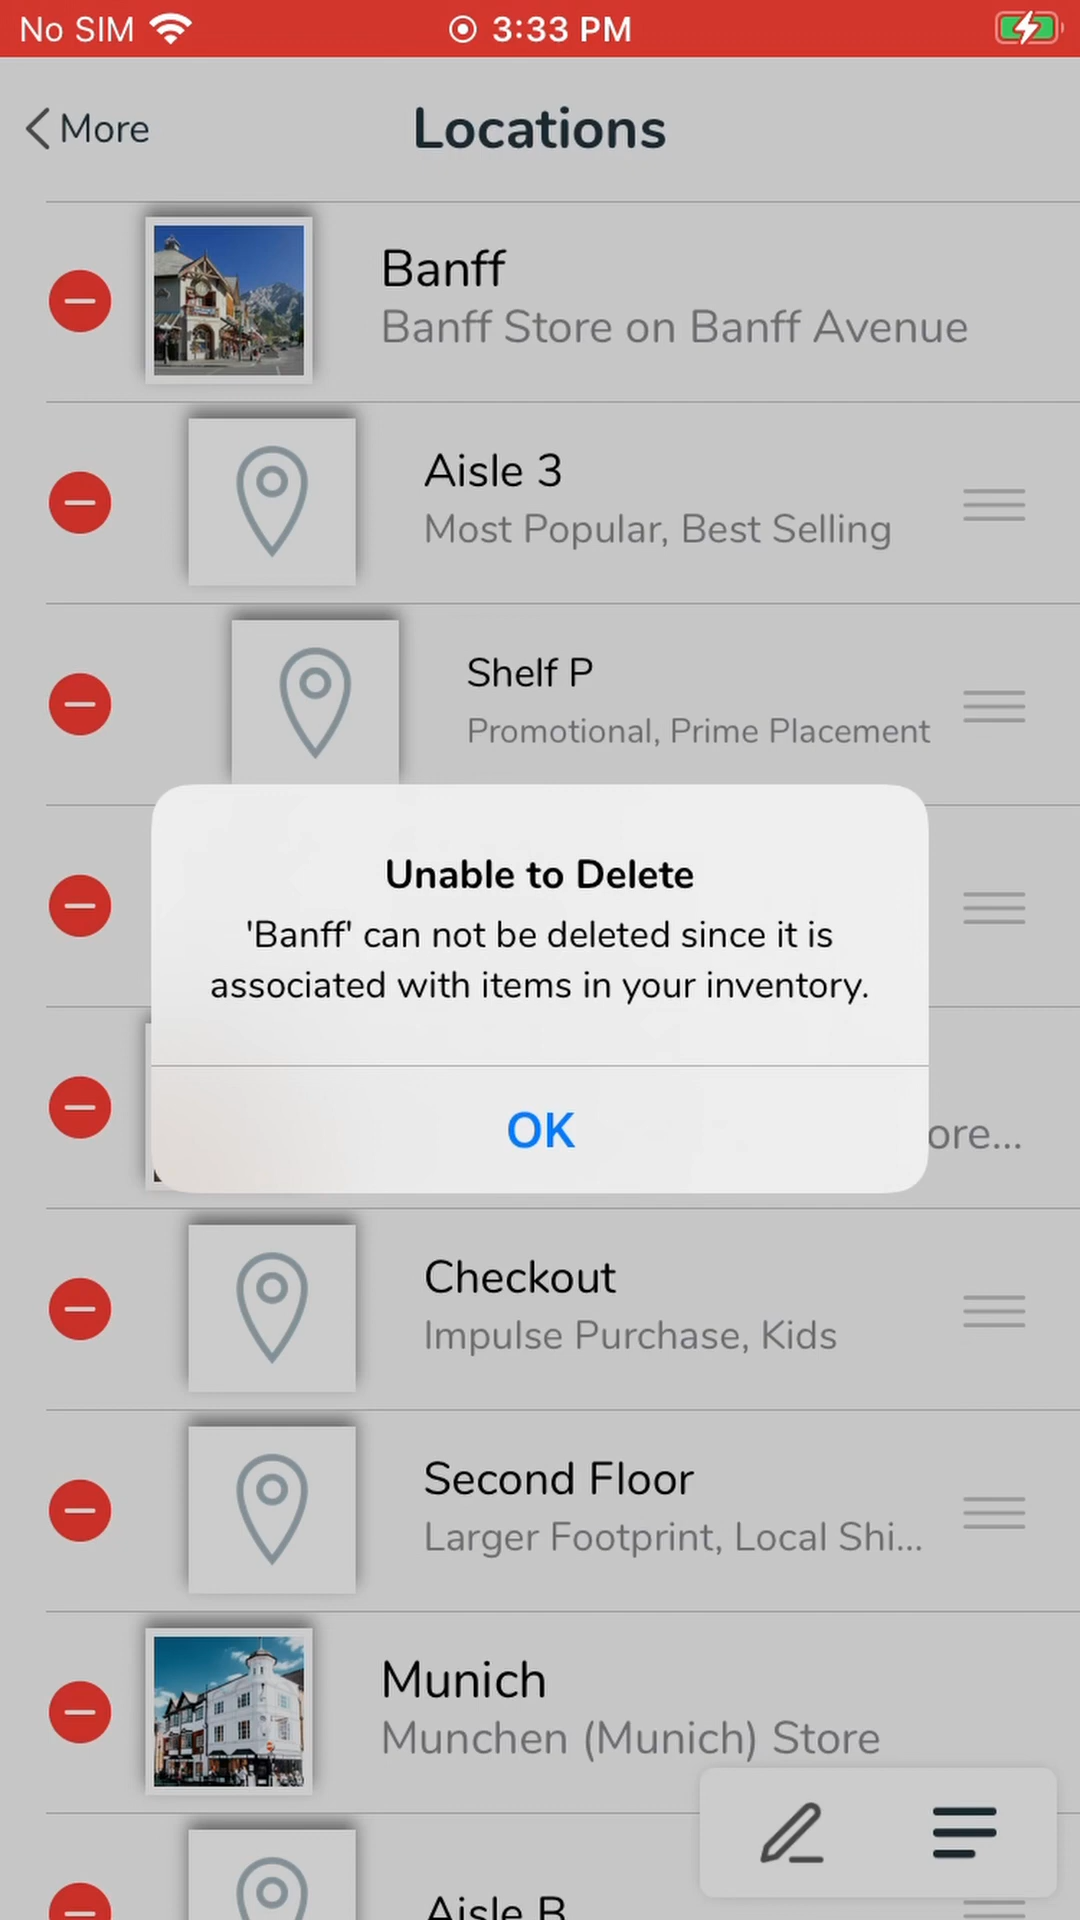 No SIM
3:33 PM
More
Locations
Banff
Banff Store on Banff Avenue
Aisle 3
Most Popular, Best Selling
Shelf P
Promotional, Prime Placement
Unable to Delete
'Banff' can not be deleted since it is
associated with items in your inventory.
OK
ore...
Checkout
Impulse Purchase, Kids
Second Floor
Larger Footprint, Local Shi...
Munich
Munchen (Munich) Store
Aisle B